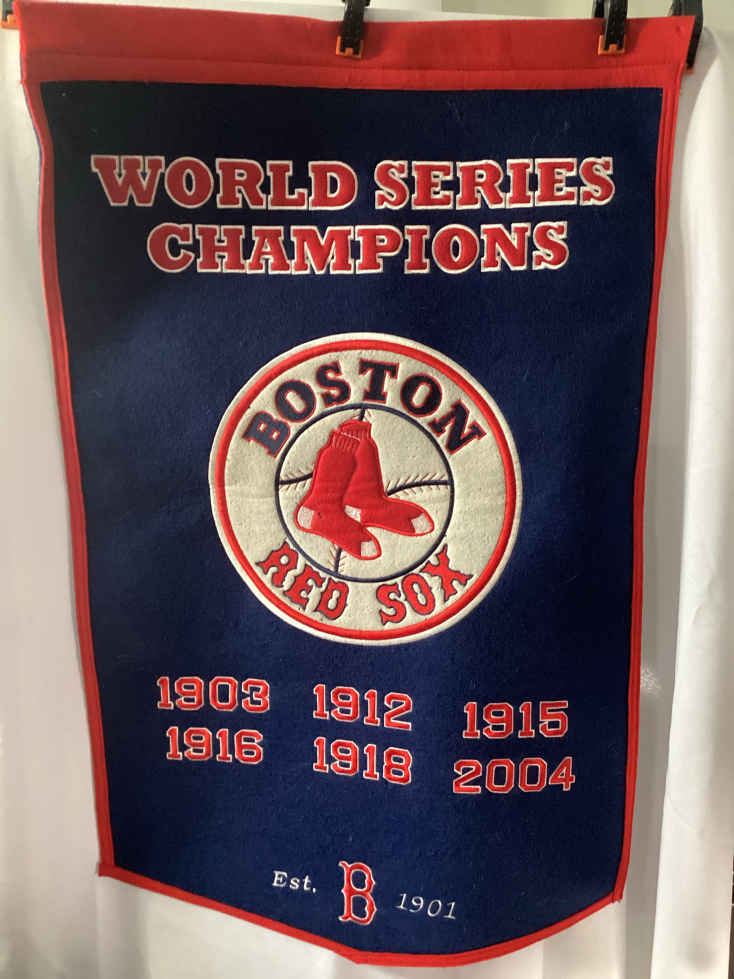 WORLD SERIES
CHAMPIONS
BOSTON
RED SOX
1903 1912 1915
1916 1918 2004
Est. B 1901